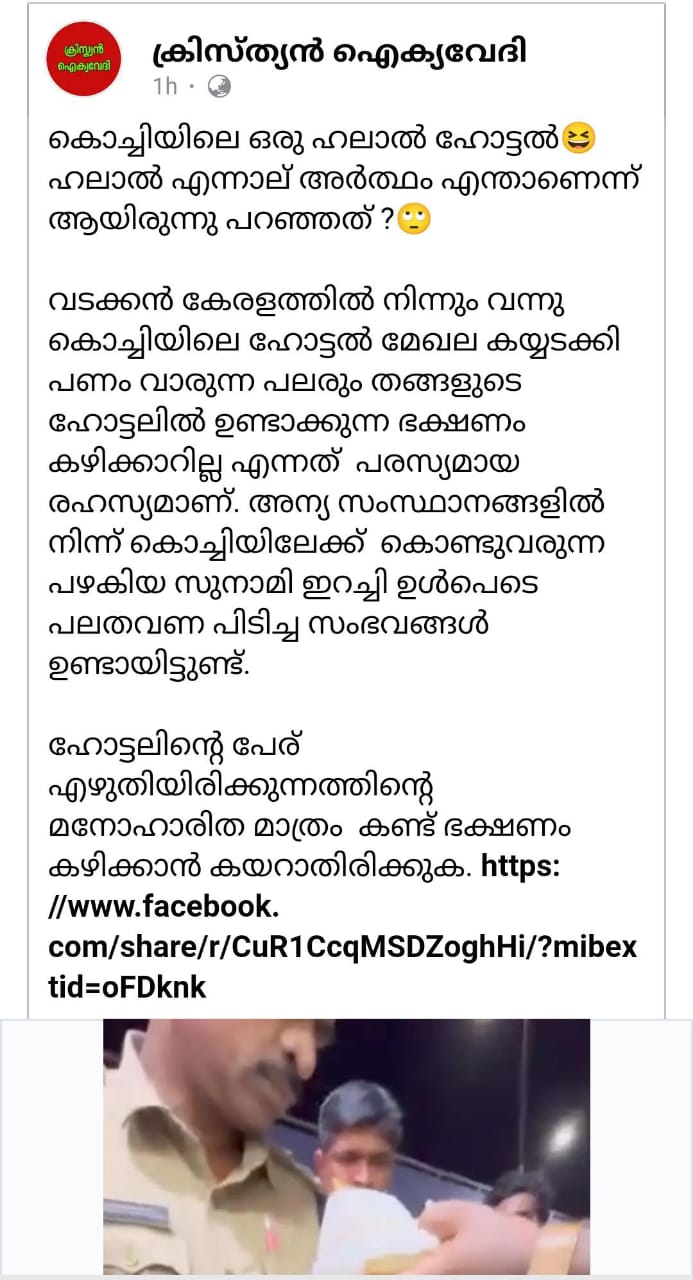 ക്രിസ്ത്യൻ
ഐക്യവേദി
ക്രിസ്ത്യൻ ഐക്യവേദി
1h ·
കൊച്ചിയിലെ ഒരു ഹലാൽ ഹോട്ടൽ😆
ഹലാൽ എന്നാല് അർത്ഥം എന്താണെന്ന്
ആയിരുന്നു പറഞ്ഞത് ?🙄
വടക്കൻ കേരളത്തിൽ നിന്നും വന്നു
കൊച്ചിയിലെ ഹോട്ടൽ മേഖല കയ്യടക്കി
പണം വാരുന്ന പലരും തങ്ങളുടെ
ഹോട്ടലിൽ ഉണ്ടാക്കുന്ന ഭക്ഷണം
കഴിക്കാറില്ല എന്നത് പരസ്യമായ
രഹസ്യമാണ്. അന്യ സംസ്ഥാനങ്ങളിൽ
നിന്ന് കൊച്ചിയിലേക്ക് കൊണ്ടുവരുന്ന
പഴകിയ സുനാമി ഇറച്ചി ഉൾപെടെ
പലതവണ പിടിച്ച സംഭവങ്ങൾ
ഉണ്ടായിട്ടുണ്ട്.
ഹോട്ടലിന്റെ പേര്
എഴുതിയിരിക്കുന്നത്തിന്റെ
മനോഹാരിത മാത്രം കണ്ട് ഭക്ഷണം
കഴിക്കാൻ കയറാതിരിക്കുക. https:
//www.facebook.
com/share/r/CuR1CcqMSDZoghHi/?mibex
tid=oFDknk